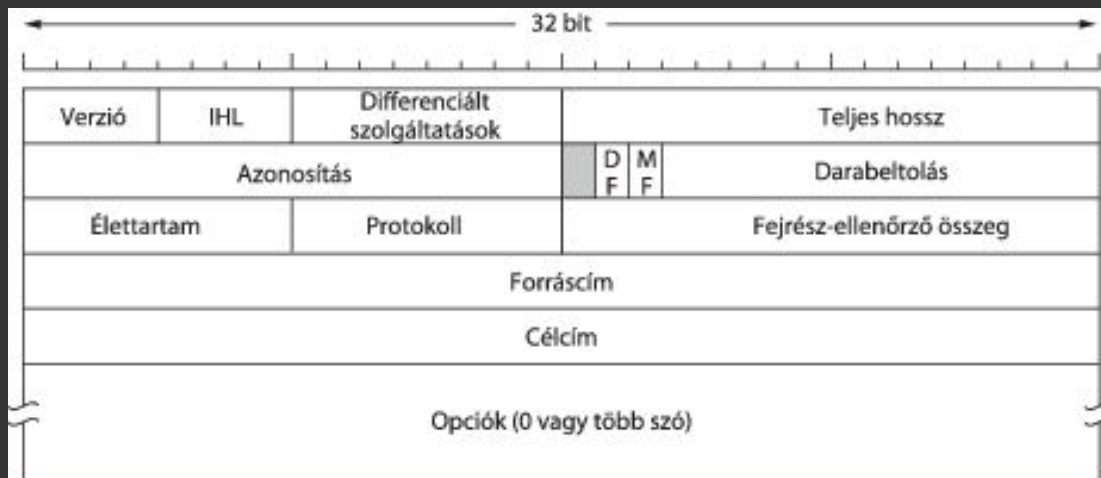 32 bit
Verzió
IHL
Differenciált
szolgáltatások
Teljes hossz
Azonosítás
D
F
M
F
Darabeltolás
Élettartam
Protokoll
Fejrész-ellenőrző összeg
Forráscím
Célcím
Opciók (0 vagy több szó)